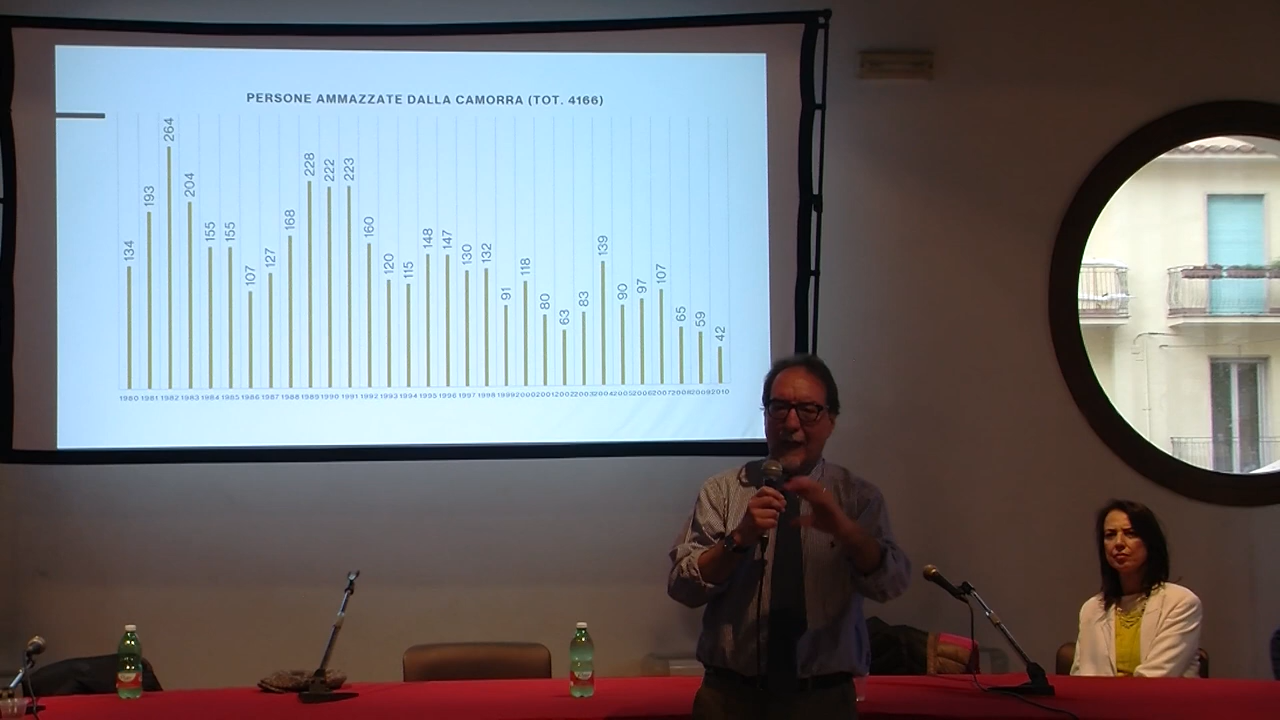 PERSONE AMMAZZATE DALLA CAMORRA (TOT. 4166)
134 193 264 204 155 155 107 127 168 228 222 223 160 120 115 148 147 130 132 91 118 80 63 83 139 90 97 107 65 59 42
1980 1981 1982 1983 1984 1985 1986 1987 1988 1989 1990 1991 1992 1993 1994 1995 1996 1997 1998 1999 2000 2001 2002 2003 2004 2005 2006 2007 2008 2009 2010